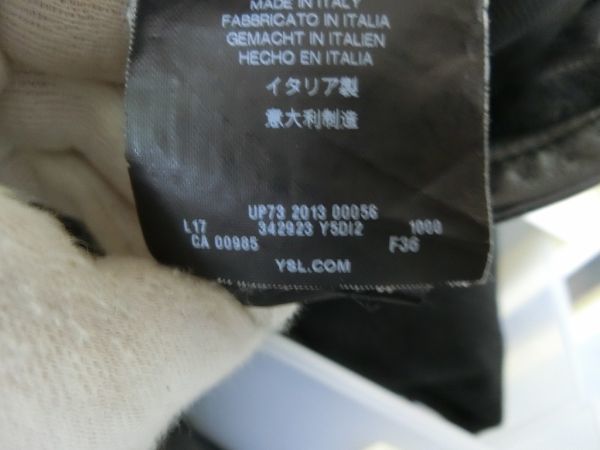 MADE IN ITALY
FABBRICATO IN ITALIA
GEMACHT IN ITALIEN
HECHO EN ITALIA
イタリア製
意大利制造
UP73 2013 00056
L17 342923 Y5DI2 1000
CA 00985 F36
YSL.COM